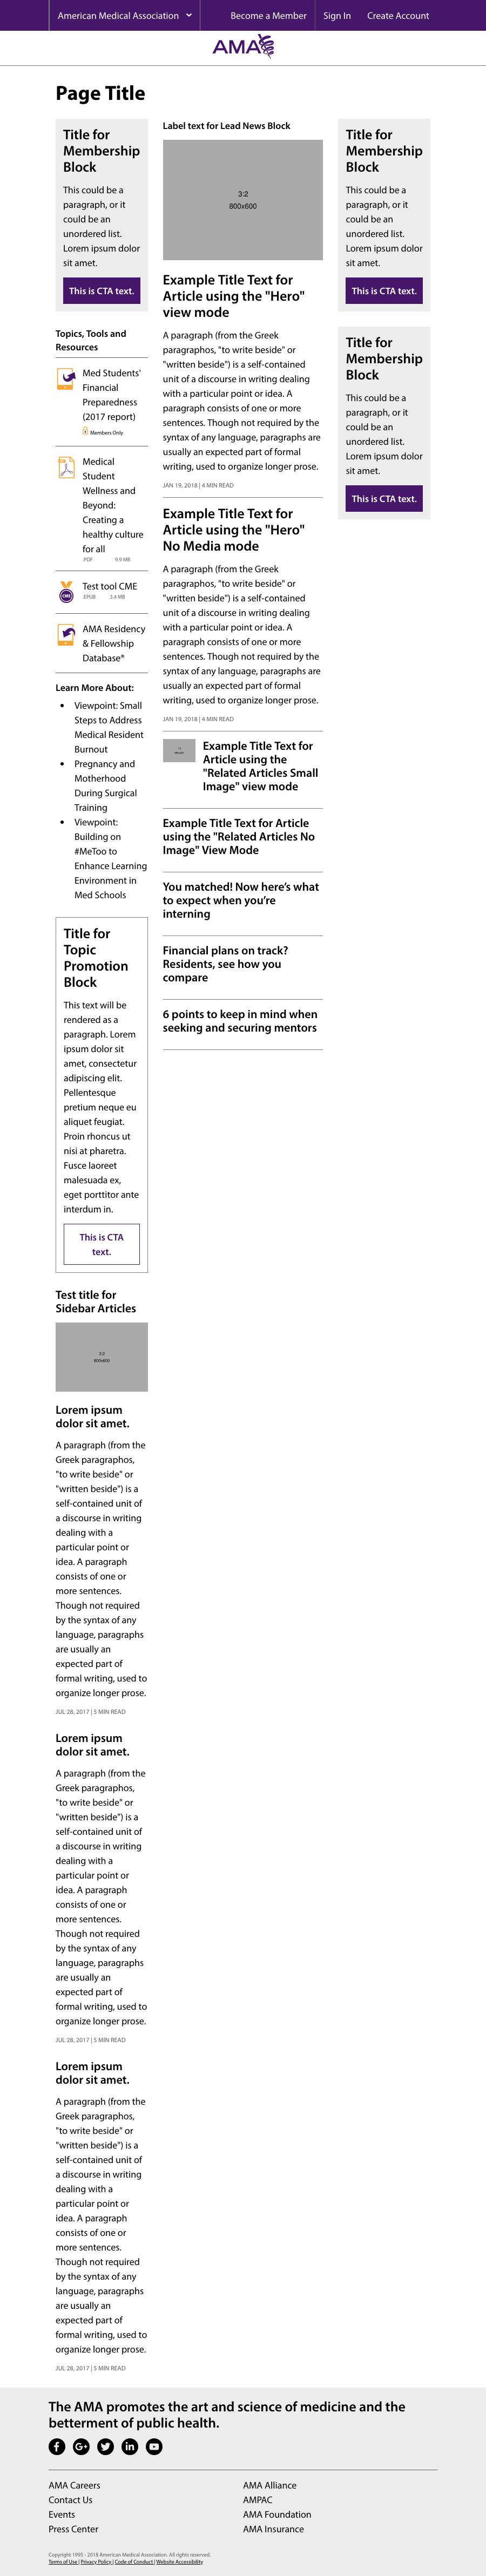 American Medical Association
Become a Member
Sign In
Create Account
AMA
Page Title
Title for
Membership
Block
This could be a
paragraph, or it
could be an
unordered list.
Lorem ipsum dolor
sit amet.
This is CTA text.
Topics, Tools and
Resources
Med Students'
Financial
Preparedness
(2017 report)
Members Only
Medical
Student
Wellness and
Beyond:
Creating a
healthy culture
for all
.PDF 9.9 MB
CME
Test tool CME
.EPUB 3.4 MB
AMA Residency
& Fellowship
Database®
Learn More About:
• Viewpoint: Small
Steps to Address
Medical Resident
Burnout
• Pregnancy and
Motherhood
During Surgical
Training
• Viewpoint:
Building on
#MeToo to
Enhance Learning
Environment in
Med Schools
Title for
Topic
Promotion
Block
This text will be
rendered as a
paragraph. Lorem
ipsum dolor sit
amet, consectetur
adipiscing elit.
Pellentesque
pretium neque eu
aliquet feugiat.
Proin rhoncus ut
nisi at pharetra.
Fusce laoreet
malesuada ex,
eget porttitor ante
interdum in.
This is CTA
text.
Test title for
Sidebar Articles
3:2
800x600
Lorem ipsum
dolor sit amet.
A paragraph (from the
Greek paragraphos,
"to write beside" or
"written beside") is a
self-contained unit of
a discourse in writing
dealing with a
particular point or
idea. A paragraph
consists of one or
more sentences.
Though not required
by the syntax of any
language, paragraphs
are usually an
expected part of
formal writing, used to
organize longer prose.
JUL 28, 2017 | 5 MIN READ
Lorem ipsum
dolor sit amet.
A paragraph (from the
Greek paragraphos,
"to write beside" or
"written beside") is a
self-contained unit of
a discourse in writing
dealing with a
particular point or
idea. A paragraph
consists of one or
more sentences.
Though not required
by the syntax of any
language, paragraphs
are usually an
expected part of
formal writing, used to
organize longer prose.
JUL 28, 2017 | 5 MIN READ
Lorem ipsum
dolor sit amet.
A paragraph (from the
Greek paragraphos,
"to write beside" or
"written beside") is a
self-contained unit of
a discourse in writing
dealing with a
particular point or
idea. A paragraph
consists of one or
more sentences.
Though not required
by the syntax of any
language, paragraphs
are usually an
expected part of
formal writing, used to
organize longer prose.
JUL 28, 2017 | 5 MIN READ
Label text for Lead News Block
3:2
800x600
Example Title Text for
Article using the "Hero"
view mode
A paragraph (from the Greek
paragraphos, "to write beside" or
"written beside") is a self-contained
unit of a discourse in writing dealing
with a particular point or idea. A
paragraph consists of one or more
sentences. Though not required by the
syntax of any language, paragraphs are
usually an expected part of formal
writing, used to organize longer prose.
JAN 19, 2018 | 4 MIN READ
Example Title Text for
Article using the "Hero"
No Media mode
A paragraph (from the Greek
paragraphos, "to write beside" or
"written beside") is a self-contained
unit of a discourse in writing dealing
with a particular point or idea. A
paragraph consists of one or more
sentences. Though not required by the
syntax of any language, paragraphs are
usually an expected part of formal
writing, used to organize longer prose.
JAN 19, 2018 | 4 MIN READ
Example Title Text for
Article using the
"Related Articles Small
Image" view mode
Example Title Text for Article
using the "Related Articles No
Image" View Mode
You matched! Now here’s what
to expect when you’re
interning
Financial plans on track?
Residents, see how you
compare
6 points to keep in mind when
seeking and securing mentors
Title for
Membership
Block
This could be a
paragraph, or it
could be an
unordered list.
Lorem ipsum dolor
sit amet.
This is CTA text.
Title for
Membership
Block
This could be a
paragraph, or it
could be an
unordered list.
Lorem ipsum dolor
sit amet.
This is CTA text.
The AMA promotes the art and science of medicine and the
betterment of public health.
AMA Careers
Contact Us
Events
Press Center
AMA Alliance
AMPAC
AMA Foundation
AMA Insurance
Copyright 1995 - 2018 American Medical Association. All rights reserved.
Terms of Use | Privacy Policy | Code of Conduct | Website Accessibility